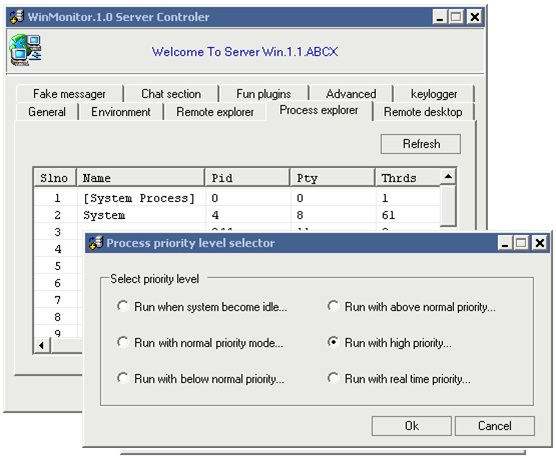 WinMonitor.1.0 Server Controler
Welcome To Server Win.1.1.ABCX
Fake messager Chat section Fun plugins Advanced keylogger
General Environment Remote explorer Process explorer Remote desktop
Refresh
Slno Name Pid Pty Thrds
1 [System Process] 0 0 1
2 System 4 8 61
3
4
5
6
7
8
9
Process priority level selector
Select priority level
Run when system become idle... Run with above normal priority...
Run with normal priority mode... Run with high priority...
Run with below normal priority... Run with real time priority...
Ok Cancel